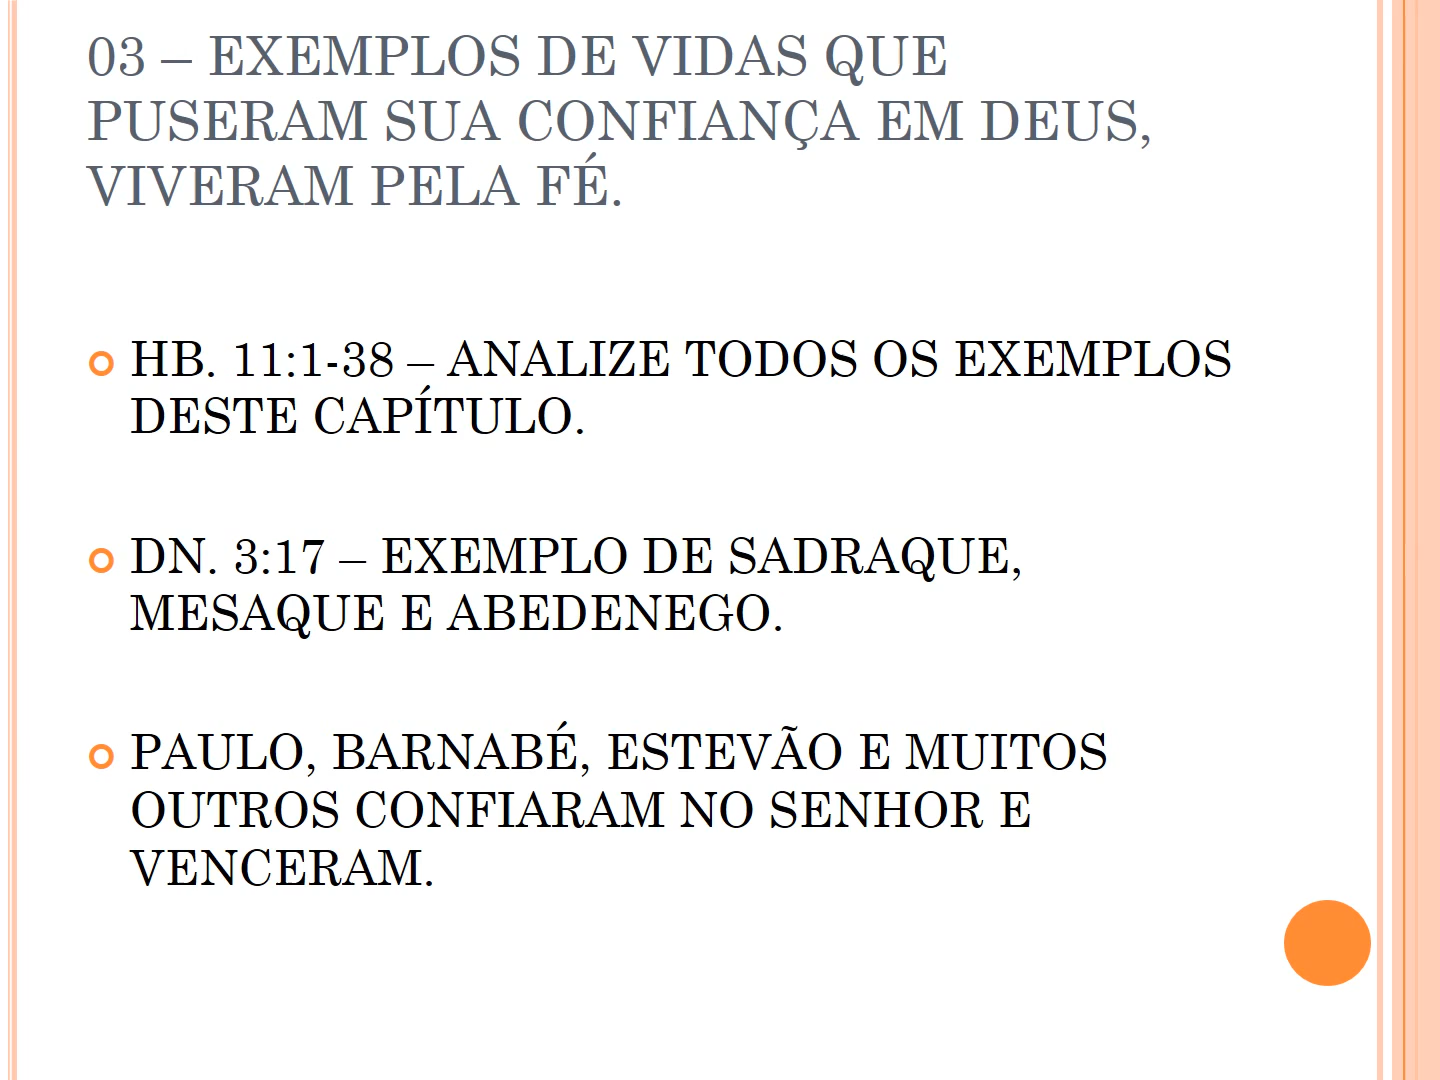 03 – EXEMPLOS DE VIDAS QUE
PUSERAM SUA CONFIANÇA EM DEUS,
VIVERAM PELA FÉ.
HB. 11:1-38 – ANALIZE TODOS OS EXEMPLOS
DESTE CAPÍTULO.
DN. 3:17 – EXEMPLO DE SADRAQUE,
MESAQUE E ABEDENEGO.
PAULO, BARNABÉ, ESTEVÃO E MUITOS
OUTROS CONFIARAM NO SENHOR E
VENCERAM.